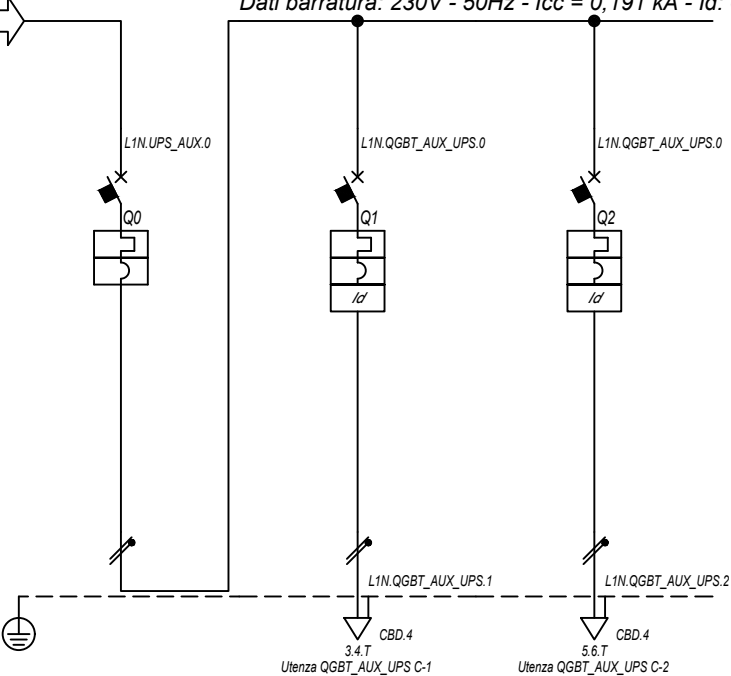 Dati barratura: 230V - 50Hz - Icc = 0,191 kA - Id:
L1N.UPS_AUX.0
L1N.QGBT_AUX_UPS.0
L1N.QGBT_AUX_UPS.0
Q0
Q1
Q2
Id
Id
L1N.QGBT_AUX_UPS.1
L1N.QGBT_AUX_UPS.2
CBD.4
CBD.4
3.4.T
5.6.T
Utenza QGBT_AUX_UPS C-1
Utenza QGBT_AUX_UPS C-2